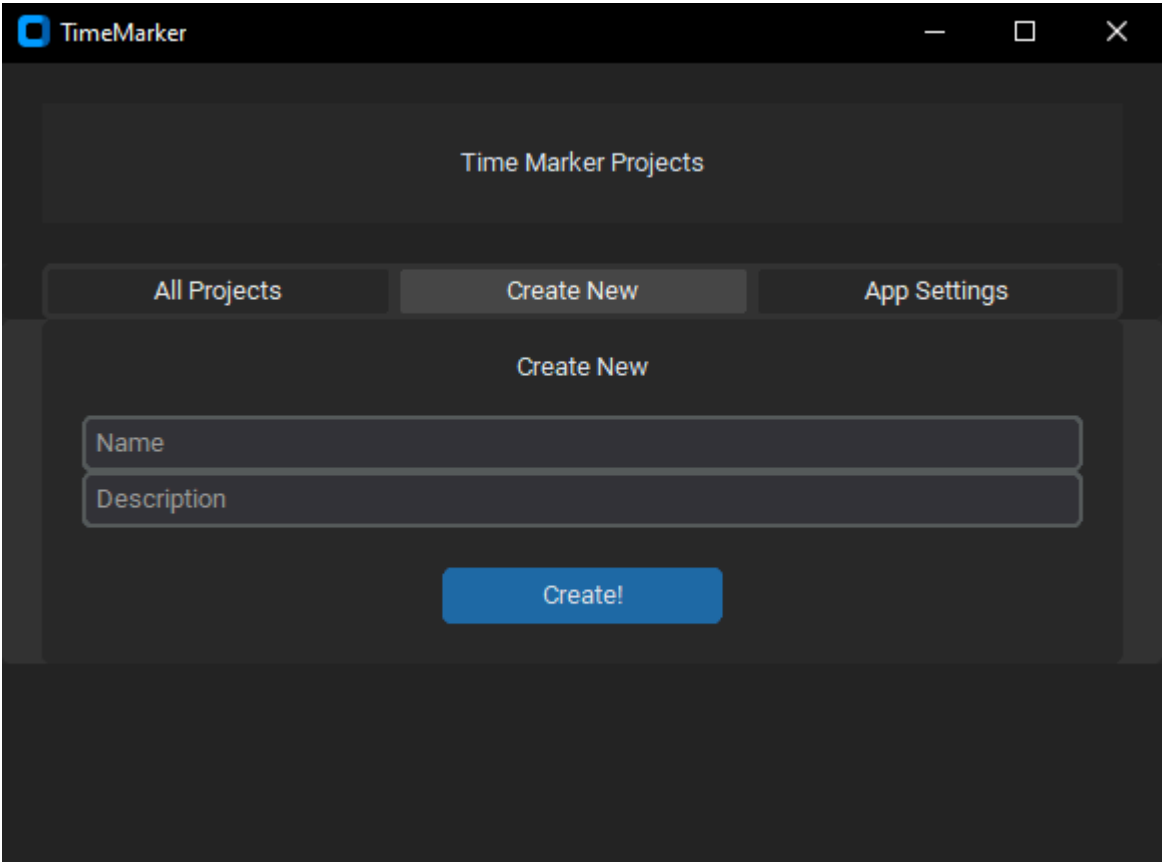 TimeMarker
Time Marker Projects
All Projects Create New App Settings
Create New
Name
Description
Create!